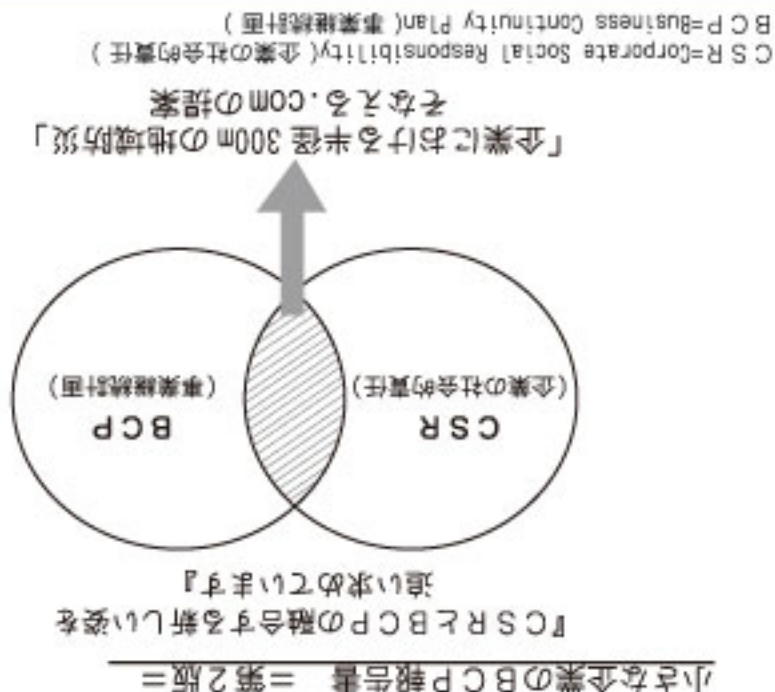 小さな企業のBCP報告書　＝第２版＝
『CSRとBCPの融合する新しい姿を
追い求めています』
CSR
(企業の社会的責任)
BCP
(事業継続計画)
「企業における半径300mの地域防災」
そなえる.comの提案
CSR=Corporate Social Responsibility(企業の社会的責任)
BCP=Business Continuity Plan(事業継続計画)